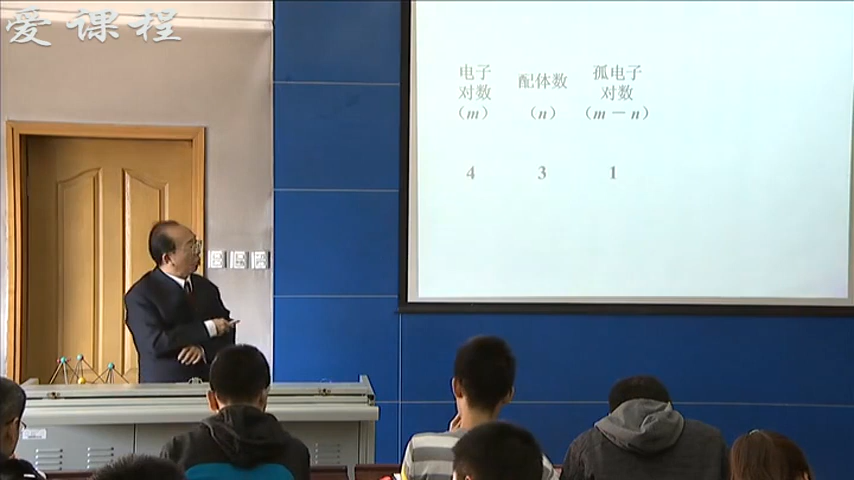 爱课程
电子 孤电子
对数 配体数 对数
(m) (n) (m－n)
4 3 1